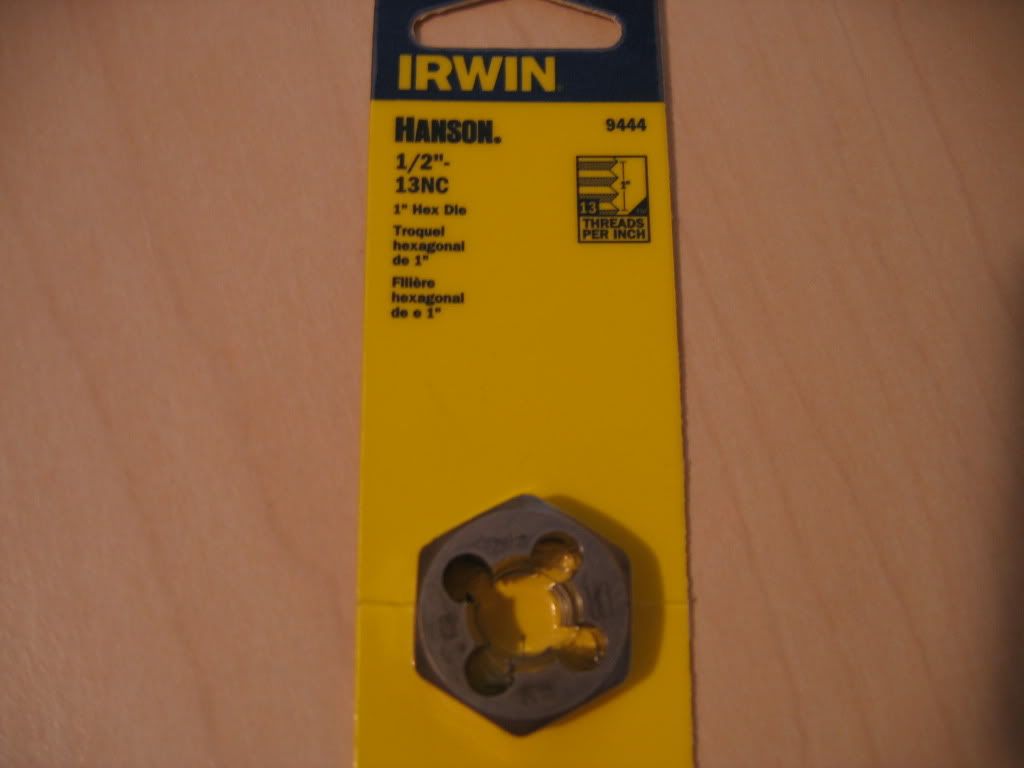 IRWIN
HANSON®
9444
1/2"-
13NC
1" Hex Die
Troquel
hexagonal
de 1"
Filière
hexagonal
de e 1"
1"
13
THREADS
PER INCH